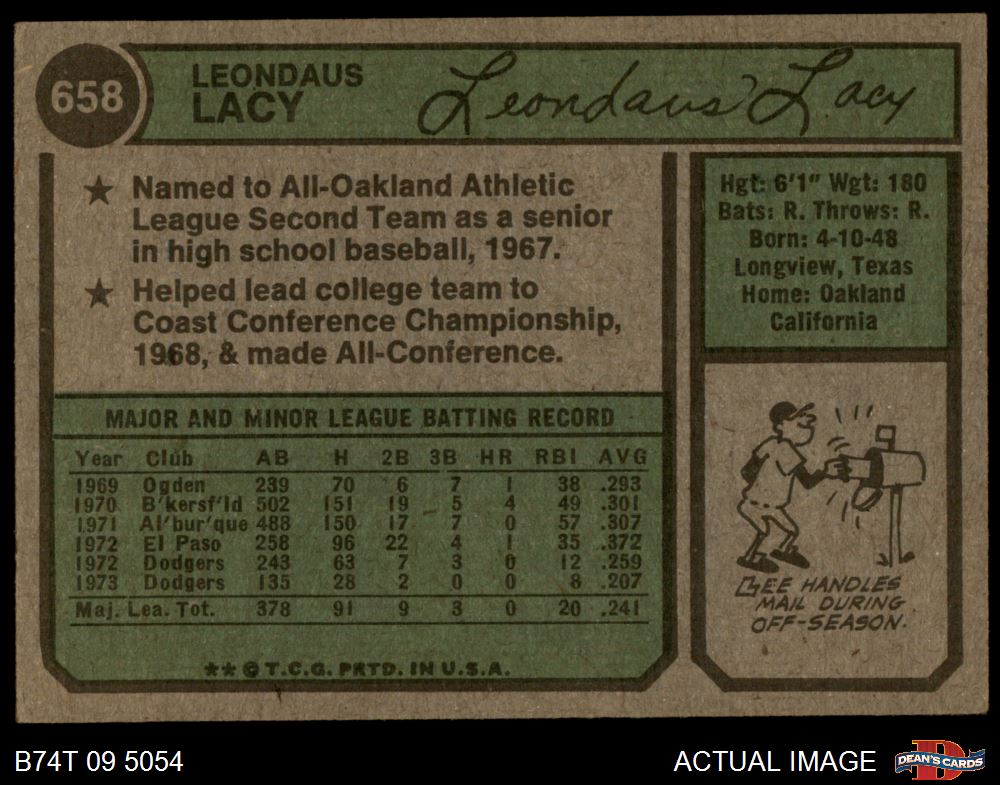 658
LEONDAUS
LACY
Leondaus Lacy
★ Named to All-Oakland Athletic
League Second Team as a senior
in high school baseball, 1967.
★ Helped lead college team to
Coast Conference Championship,
1968, & made All-Conference.
Hgt: 6'1" Wgt: 180
Bats: R. Throws: R.
Born: 4-10-48
Longview, Texas
Home: Oakland
California
MAJOR AND MINOR LEAGUE BATTING RECORD
Year Club AB H 2B 3B HR RBI AVG
1969 Ogden 239 70 6 7 1 38 .293
1970 B'kersf'ld 502 151 19 5 4 49 .301
1971 Al'bur'que 488 150 17 7 0 57 .307
1972 El Paso 258 96 22 4 1 35 .372
1972 Dodgers 243 63 7 3 0 12 .259
1973 Dodgers 135 28 2 0 0 8 .207
Maj. Lea. Tot. 378 91 9 3 0 20 .241
** © T.C.G. PRTD. IN U.S.A.
LEE HANDLES
MAIL DURING
OFF-SEASON.
B74T 09 5054
ACTUAL IMAGE
D
DEAN'S CARDS